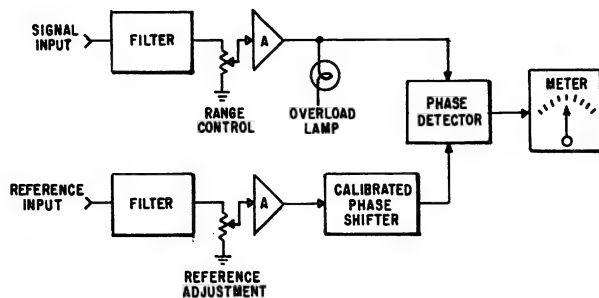 SIGNAL
INPUT
FILTER
A
RANGE
CONTROL
OVERLOAD
LAMP
PHASE
DETECTOR
METER
REFERENCE
INPUT
FILTER
A
CALIBRATED
PHASE
SHIFTER
REFERENCE
ADJUSTMENT